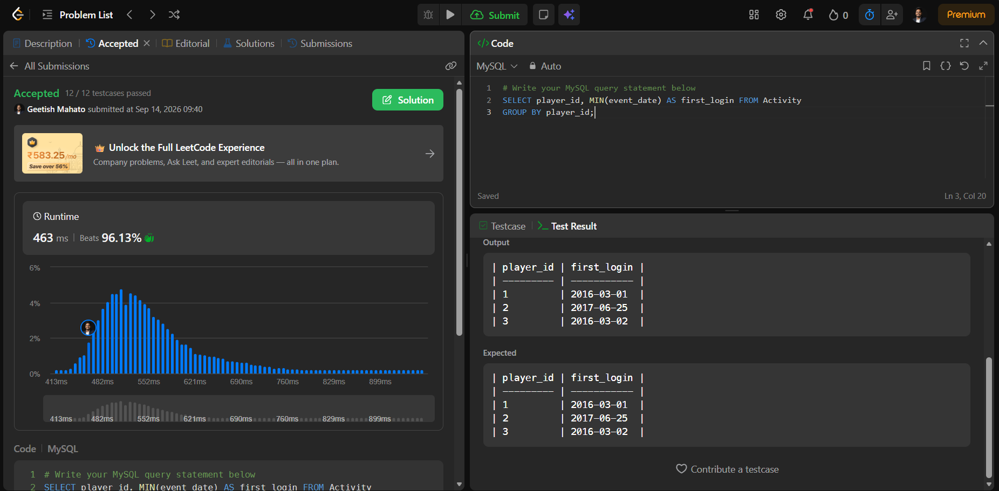 Problem List
Submit
0
Premium
Description
Accepted
Editorial
Solutions
Submissions
All Submissions
Accepted 12 / 12 testcases passed
Geetish Mahato submitted at Sep 14, 2026 09:40
Solution
₹583.25/mo
Save over 56%
Unlock the Full LeetCode Experience
Company problems, Ask Leet, and expert editorials — all in one plan.
Runtime
463 ms | Beats 96.13%
6%
4%
2%
0%
413ms 482ms 552ms 621ms 690ms 760ms 829ms 899ms
413ms 482ms 552ms 621ms 690ms 760ms 829ms 899ms
Code | MySQL
1 # Write your MySQL query statement below
2 SELECT player_id, MIN(event_date) AS first_login FROM Activity
</> Code
MySQL Auto
1 # Write your MySQL query statement below
2 SELECT player_id, MIN(event_date) AS first_login FROM Activity
3 GROUP BY player_id;
Saved
Ln 3, Col 20
Testcase
Test Result
Output
| player_id | first_login |
| --------- | ----------- |
| 1 | 2016-03-01 |
| 2 | 2017-06-25 |
| 3 | 2016-03-02 |
Expected
| player_id | first_login |
| --------- | ----------- |
| 1 | 2016-03-01 |
| 2 | 2017-06-25 |
| 3 | 2016-03-02 |
Contribute a testcase